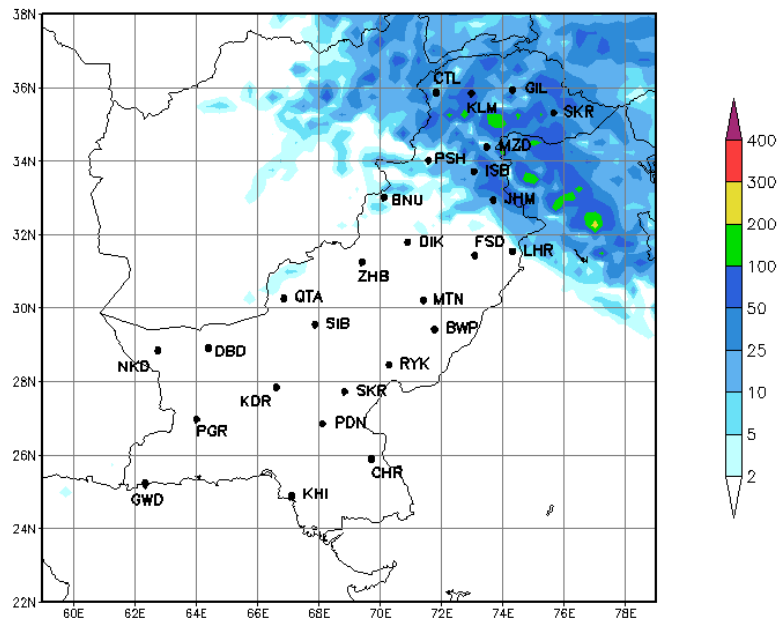 38N
36N
34N
32N
30N
28N
26N
24N
22N
CTL
KLM
GIL
SKR
MZD
PSH
ISB
BNU
JHM
DIK
FSD
LHR
ZHB
QTA
MTN
SIB
BWP
NKD
DBD
RYK
KDR
SKR
PGR
PDN
CHR
GWD
KHI
60E 62E 64E 66E 68E 70E 72E 74E 76E 78E
400
300
200
100
50
25
10
5
2